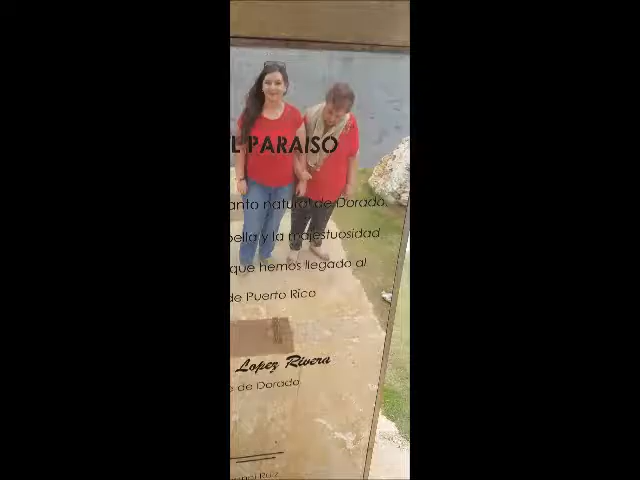 L PARAISO
anto natural de Dorado,
bella y la majestuosidad
que hemos llegado al
de Puerto Rico
Lopez Rivera
e de Dorado
Ruiz